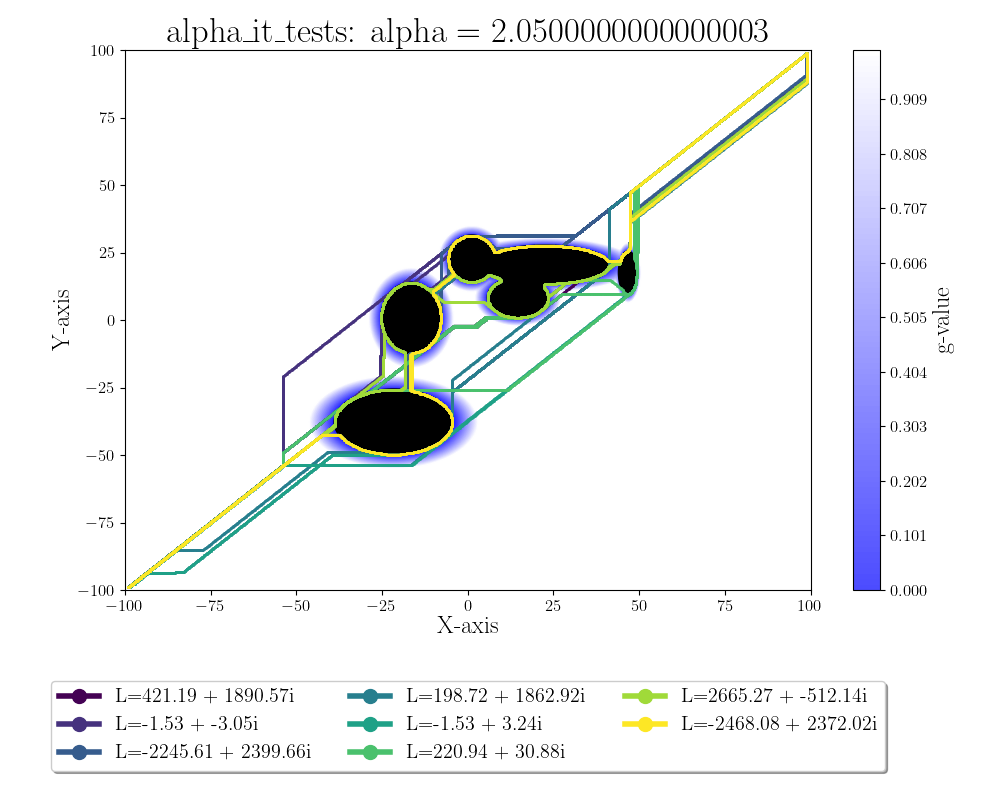 alpha_it_tests: alpha = 2.0500000000000003
100
75
50
25
0
−25
−50
−75
−100
Y-axis
−100 −75 −50 −25 0 25 50 75 100
X-axis
0.909
0.808
0.707
0.606
0.505
0.404
0.303
0.202
0.101
0.000
g-value
L=421.19 + 1890.57i
L=-1.53 + -3.05i
L=-2245.61 + 2399.66i
L=198.72 + 1862.92i
L=-1.53 + 3.24i
L=220.94 + 30.88i
L=2665.27 + -512.14i
L=-2468.08 + 2372.02i